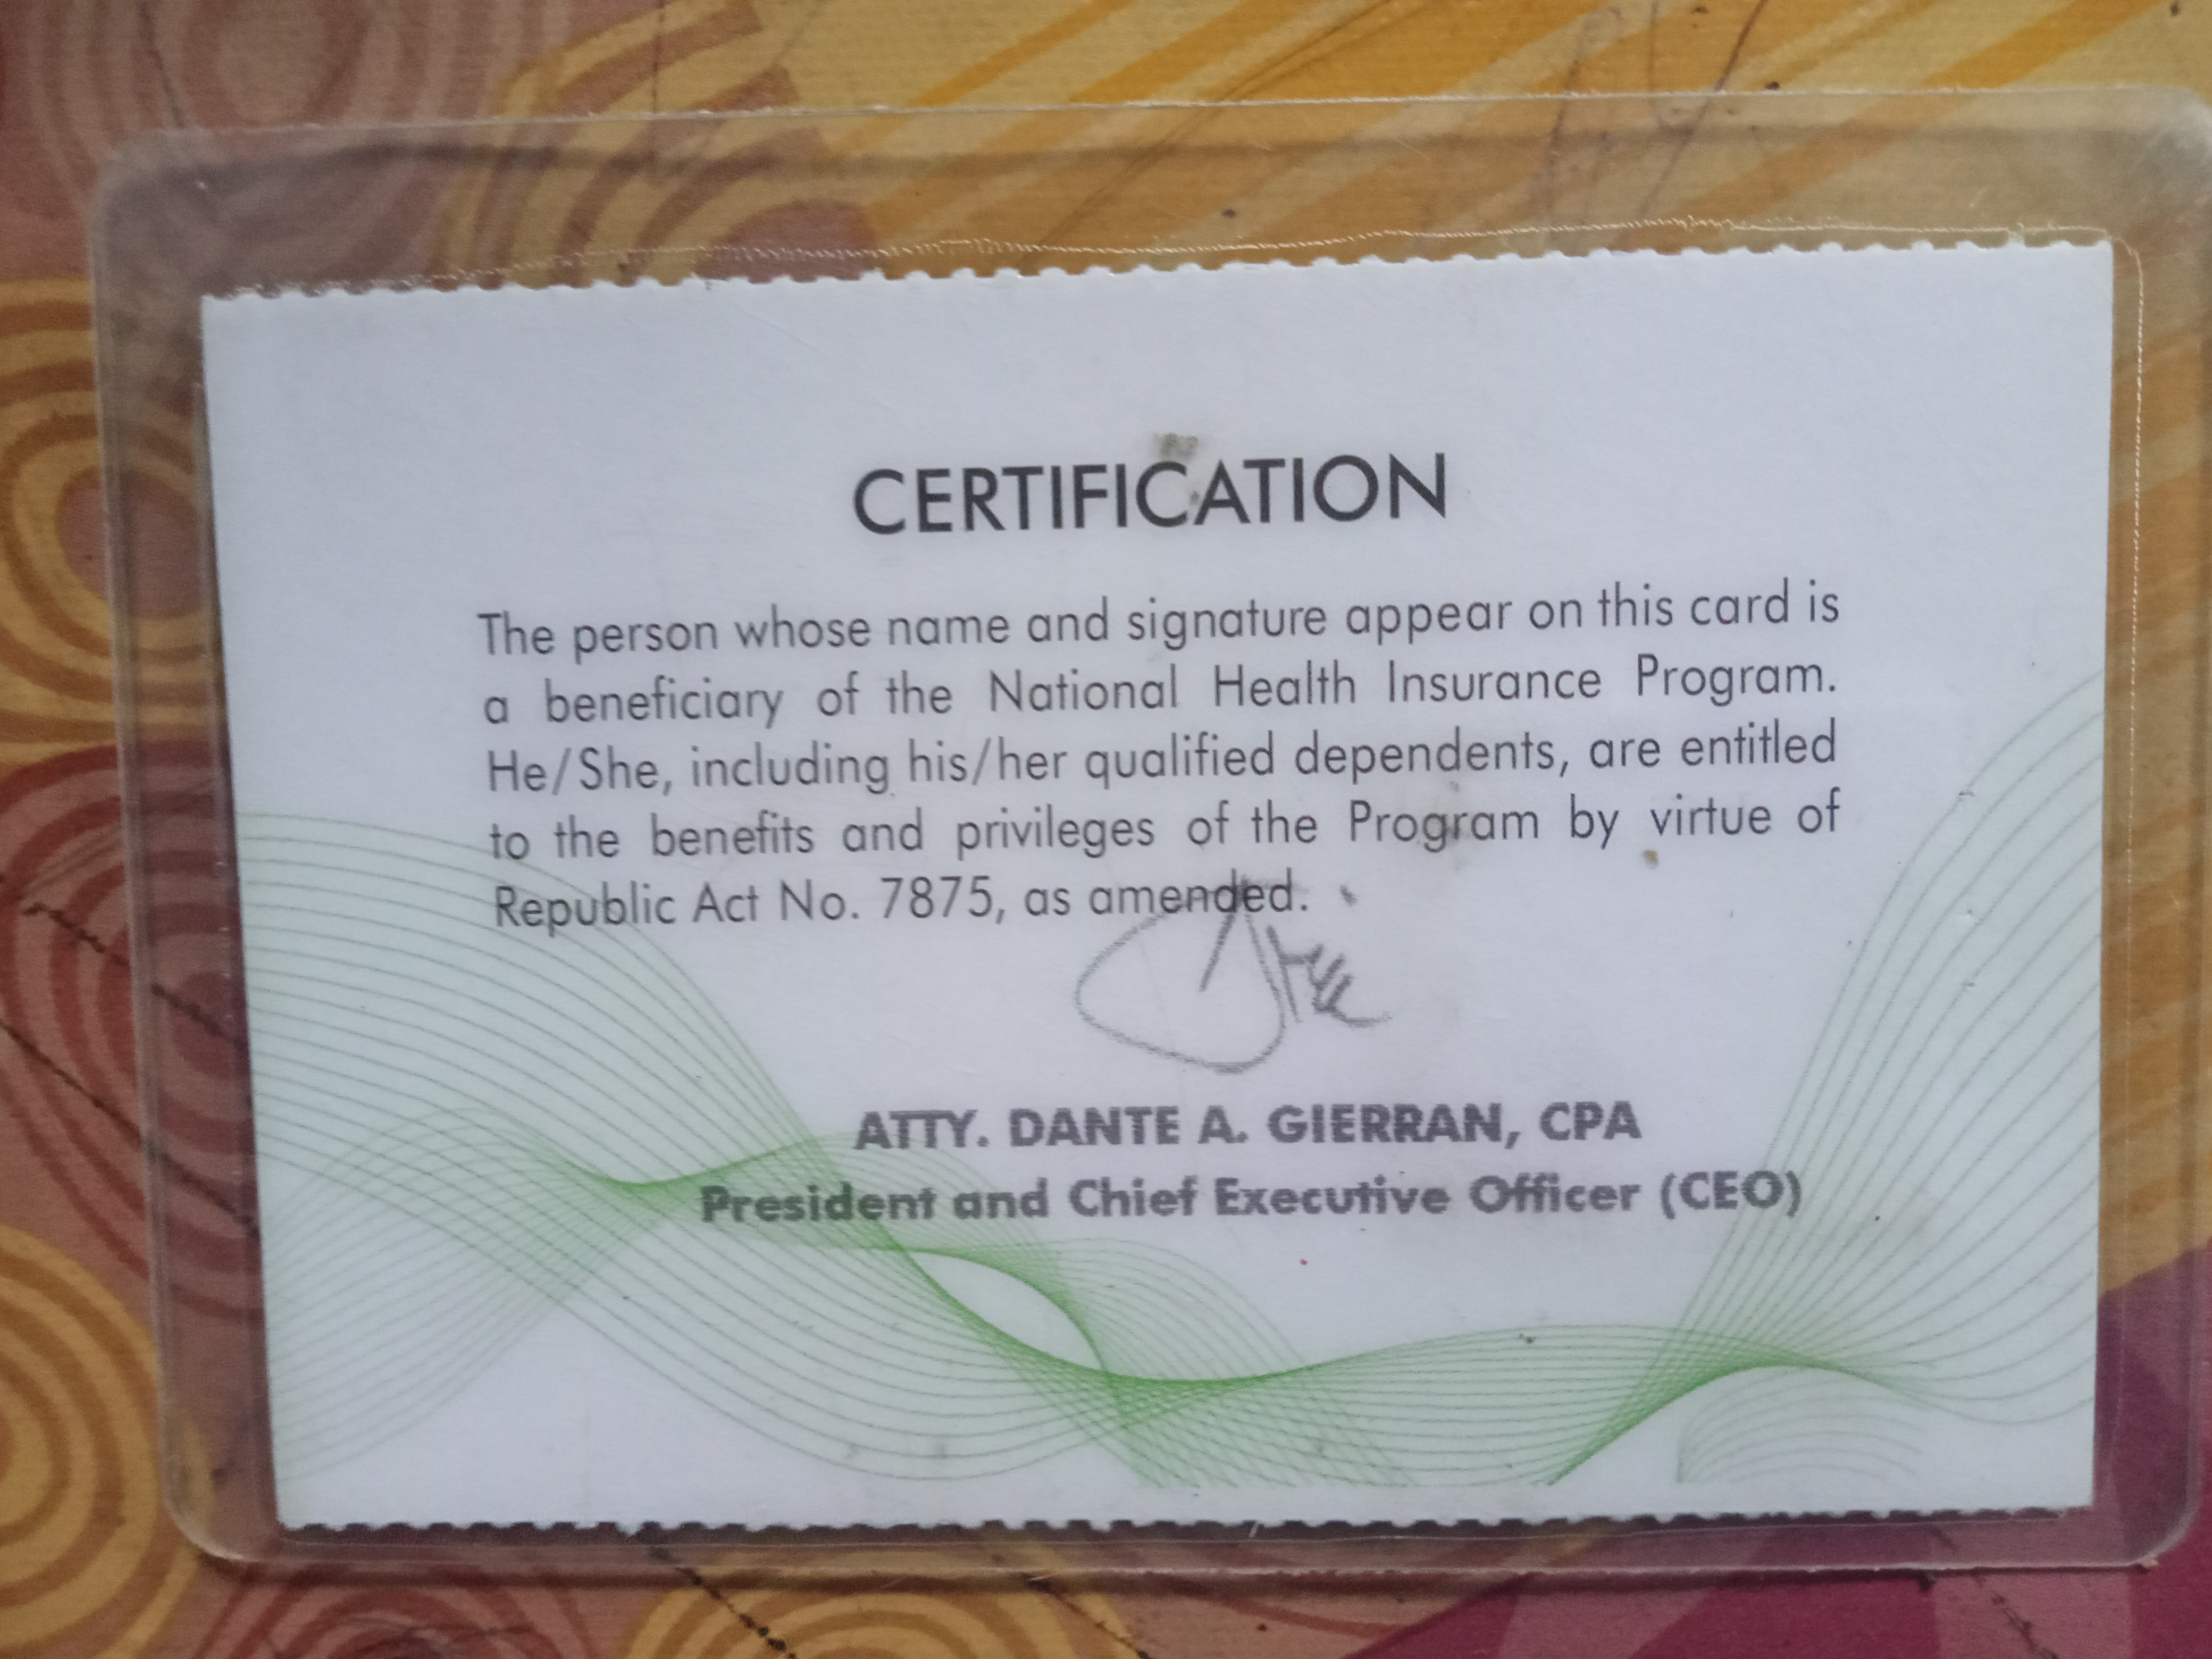 CERTIFICATION
The person whose name and signature appear on this card is
a beneficiary of the National Health Insurance Program.
He/She, including his/her qualified dependents, are entitled
to the benefits and privileges of the Program by virtue of
Republic Act No. 7875, as amended.
ATTY. DANTE A. GIERRAN, CPA
President and Chief Executive Officer (CEO)